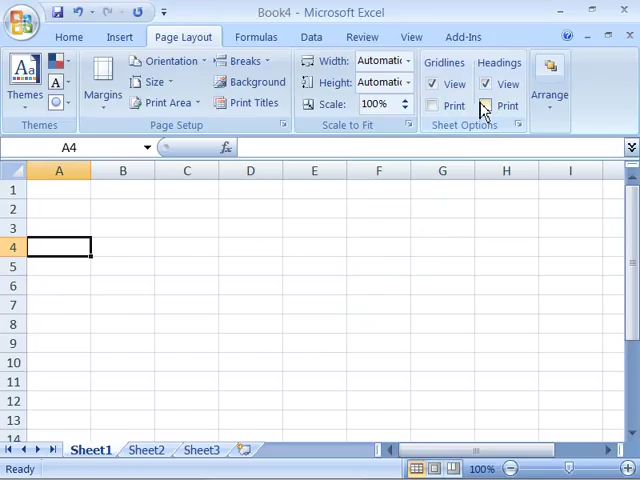 Book4 - Microsoft Excel
Home Insert Page Layout Formulas Data Review View Add-Ins
Themes
Margins
Orientation
Size
Print Area
Breaks
Background
Print Titles
Width: Automatic
Height: Automatic
Scale: 100%
Gridlines
View
Print
Headings
View
Print
Arrange
Themes Page Setup Scale to Fit Sheet Options
A4
A B C D E F G H I
1
2
3
4
5
6
7
8
9
10
11
12
13
14
Sheet1 Sheet2 Sheet3
Ready 100%